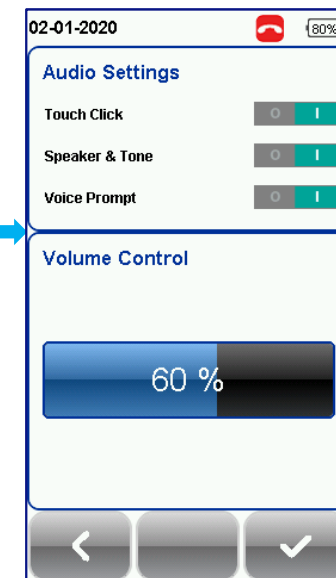 02-01-2020 80%
Audio Settings
Touch Click O I
Speaker & Tone O I
Voice Prompt O I
Volume Control
60 %